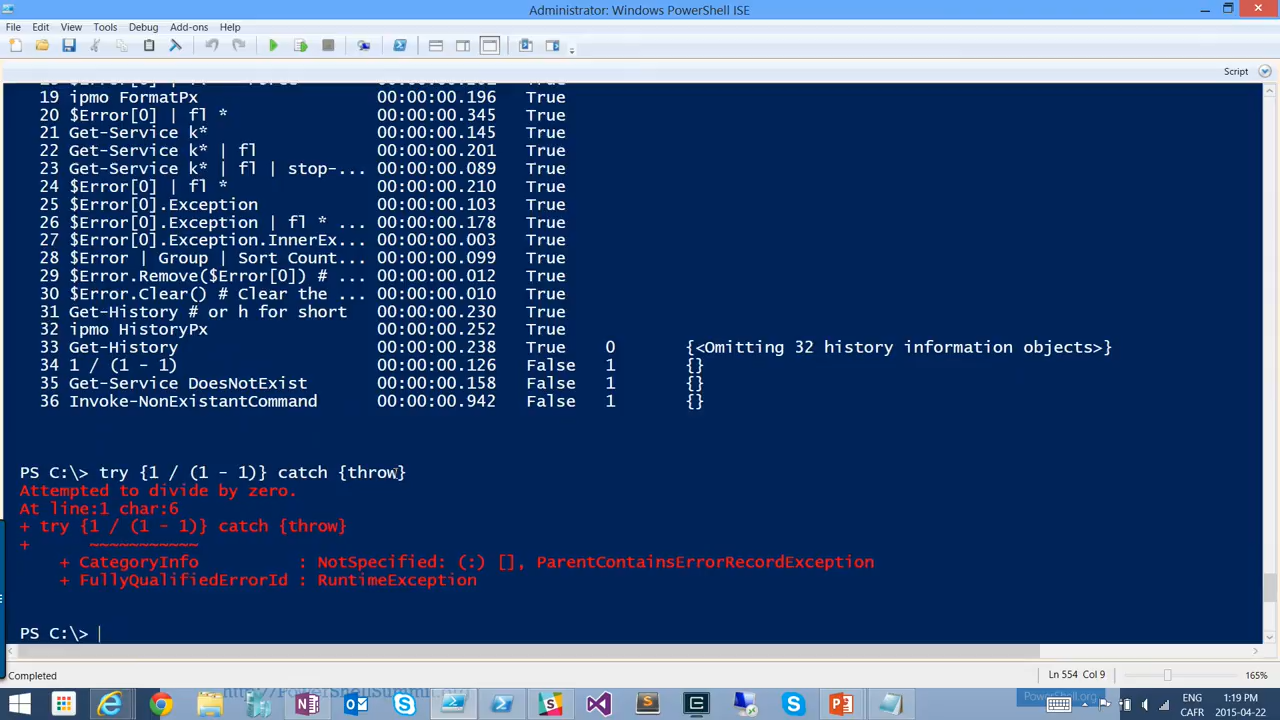 Administrator: Windows PowerShell ISE
File Edit View Tools Debug Add-ons Help
Script
19 ipmo FormatPx 00:00:00.196 True
20 $Error[0] | fl * 00:00:00.345 True
21 Get-Service k* 00:00:00.145 True
22 Get-Service k* | fl 00:00:00.201 True
23 Get-Service k* | fl | stop-... 00:00:00.089 True
24 $Error[0] | fl * 00:00:00.210 True
25 $Error[0].Exception 00:00:00.103 True
26 $Error[0].Exception | fl * ... 00:00:00.178 True
27 $Error[0].Exception.InnerEx... 00:00:00.003 True
28 $Error | Group | Sort Count... 00:00:00.099 True
29 $Error.Remove($Error[0]) # ... 00:00:00.012 True
30 $Error.Clear() # Clear the ... 00:00:00.010 True
31 Get-History # or h for short 00:00:00.230 True
32 ipmo HistoryPx 00:00:00.252 True
33 Get-History 00:00:00.238 True 0 {<Omitting 32 history information objects>}
34 1 / (1 - 1) 00:00:00.126 False 1 {}
35 Get-Service DoesNotExist 00:00:00.158 False 1 {}
36 Invoke-NonExistantCommand 00:00:00.942 False 1 {}
PS C:\> try {1 / (1 - 1)} catch {throw}
Attempted to divide by zero.
At line:1 char:6
+ try {1 / (1 - 1)} catch {throw}
+ ~~~~~~~~~~~
+ CategoryInfo : NotSpecified: (:) [], ParentContainsErrorRecordException
+ FullyQualifiedErrorId : RuntimeException
PS C:\>
Completed
Ln 554 Col 9
165%
PowerShell.org
ENG
CAFR
1:19 PM
2015-04-22